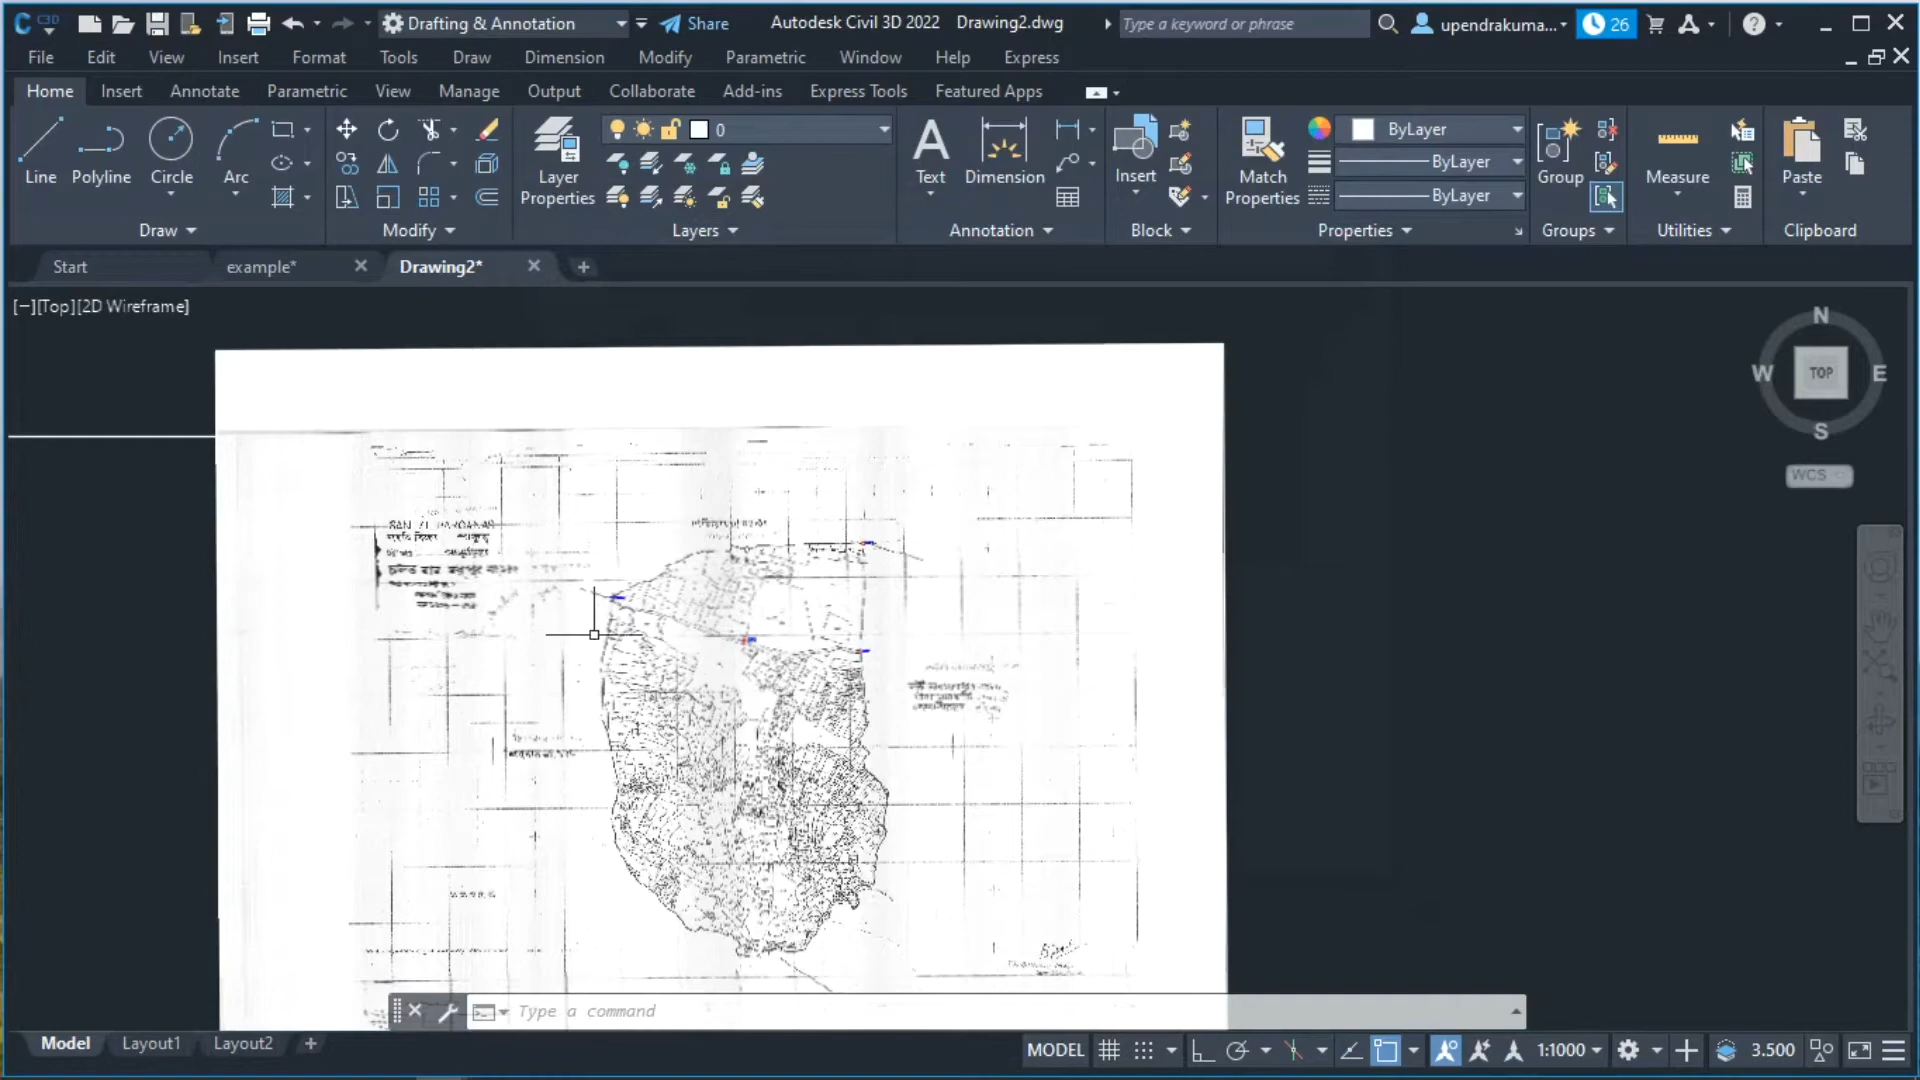 C3D Drafting & Annotation Share Autodesk Civil 3D 2022 Drawing2.dwg Type a keyword or phrase upendrakuma... 26
File Edit View Insert Format Tools Draw Dimension Modify Parametric Window Help Express
Home Insert Annotate Parametric View Manage Output Collaborate Add-ins Express Tools Featured Apps
0 ByLayer
ByLayer
Line Polyline Circle Arc Layer Properties Text Dimension Insert Match Properties ByLayer Group Measure Paste
Draw Modify Layers Annotation Block Properties Groups Utilities Clipboard
Start example* Drawing2* +
[−][Top][2D Wireframe]
N
W TOP E
S
WCS
Type a command
Model Layout1 Layout2 + MODEL 1:1000 3.500